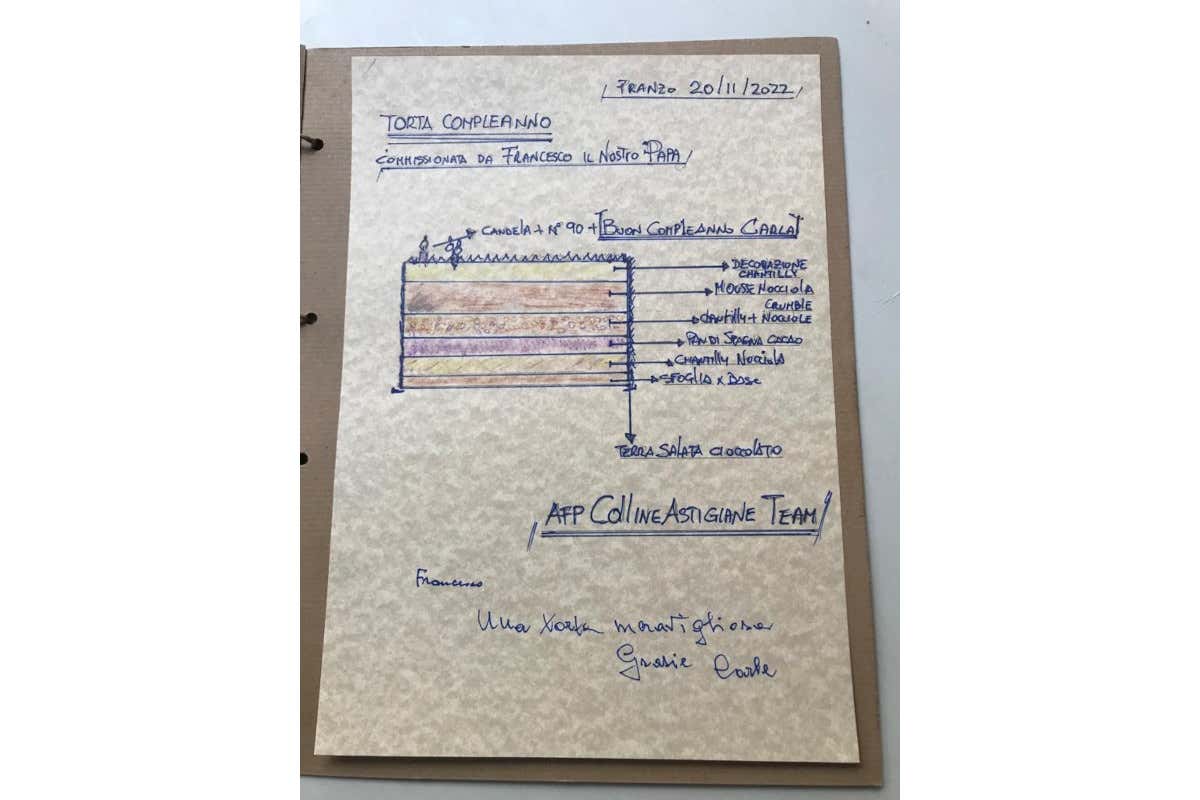 PRANZO 20/11/2022
TORTA COMPLEANNO
COMMISSIONATA DA FRANCESCO IL NOSTRO PAPA
CANDELA + N° 90 + BUON COMPLEANNO CARLA
DECORAZIONE
CHANTILLY
MOUSSE NOCCIOLA
CRUMBLE
CHANTILLY + NOCCIOLE
PAN DI SPAGNA CACAO
CHANTILLY NOCCIOLA
SFOGLIA x BASE
TERRA SALATA CIOCCOLATO
AFP COLLINE ASTIGIANE TEAM
Francesco
Una torta meravigliosa
Grazie Carla